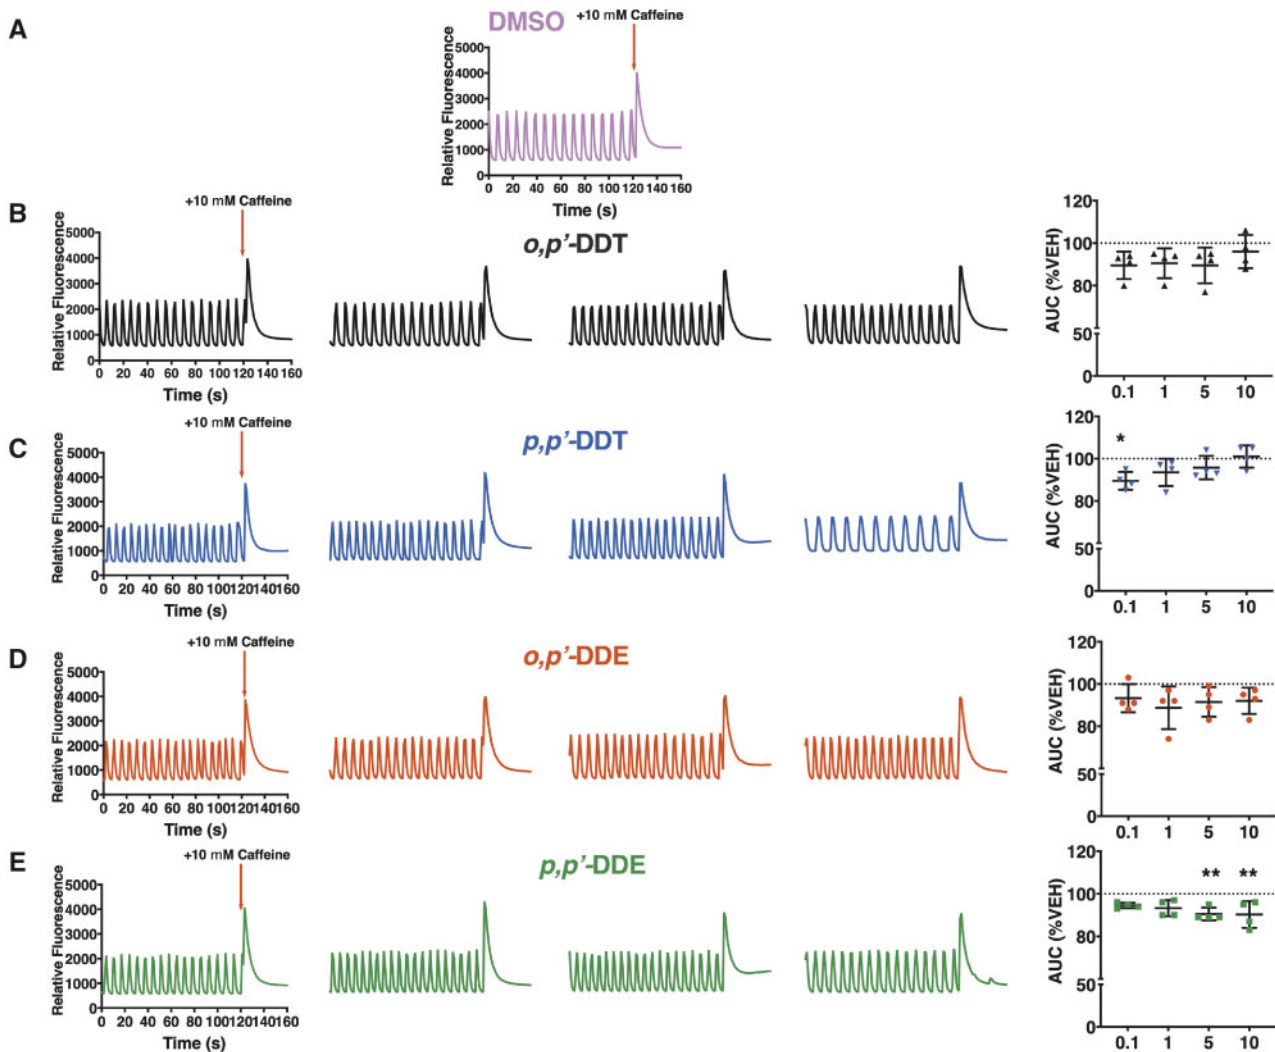 A
DMSO +10 mM Caffeine
5000
4000
3000
2000
1000
0
Relative Fluorescence
0 20 40 60 80 100 120 140 160
Time (s)
B
+10 mM Caffeine
5000
4000
3000
2000
1000
0
Relative Fluorescence
0 20 40 60 80 100 120 140 160
Time (s)
o,p'-DDT
120
100
80
50
0
AUC (%VEH)
0.1 1 5 10
C
+10 mM Caffeine
5000
4000
3000
2000
1000
0
Relative Fluorescence
0 20 40 60 80 100 120 140 160
Time (s)
p,p'-DDT
120
100
80
50
0
AUC (%VEH)
*
0.1 1 5 10
D
+10 mM Caffeine
5000
4000
3000
2000
1000
0
Relative Fluorescence
0 20 40 60 80 100 120 140 160
Time (s)
o,p'-DDE
120
100
80
50
0
AUC (%VEH)
0.1 1 5 10
E
+10 mM Caffeine
5000
4000
3000
2000
1000
0
Relative Fluorescence
0 20 40 60 80 100 120 140 160
Time (s)
p,p'-DDE
120
100
80
50
0
AUC (%VEH)
** **
0.1 1 5 10